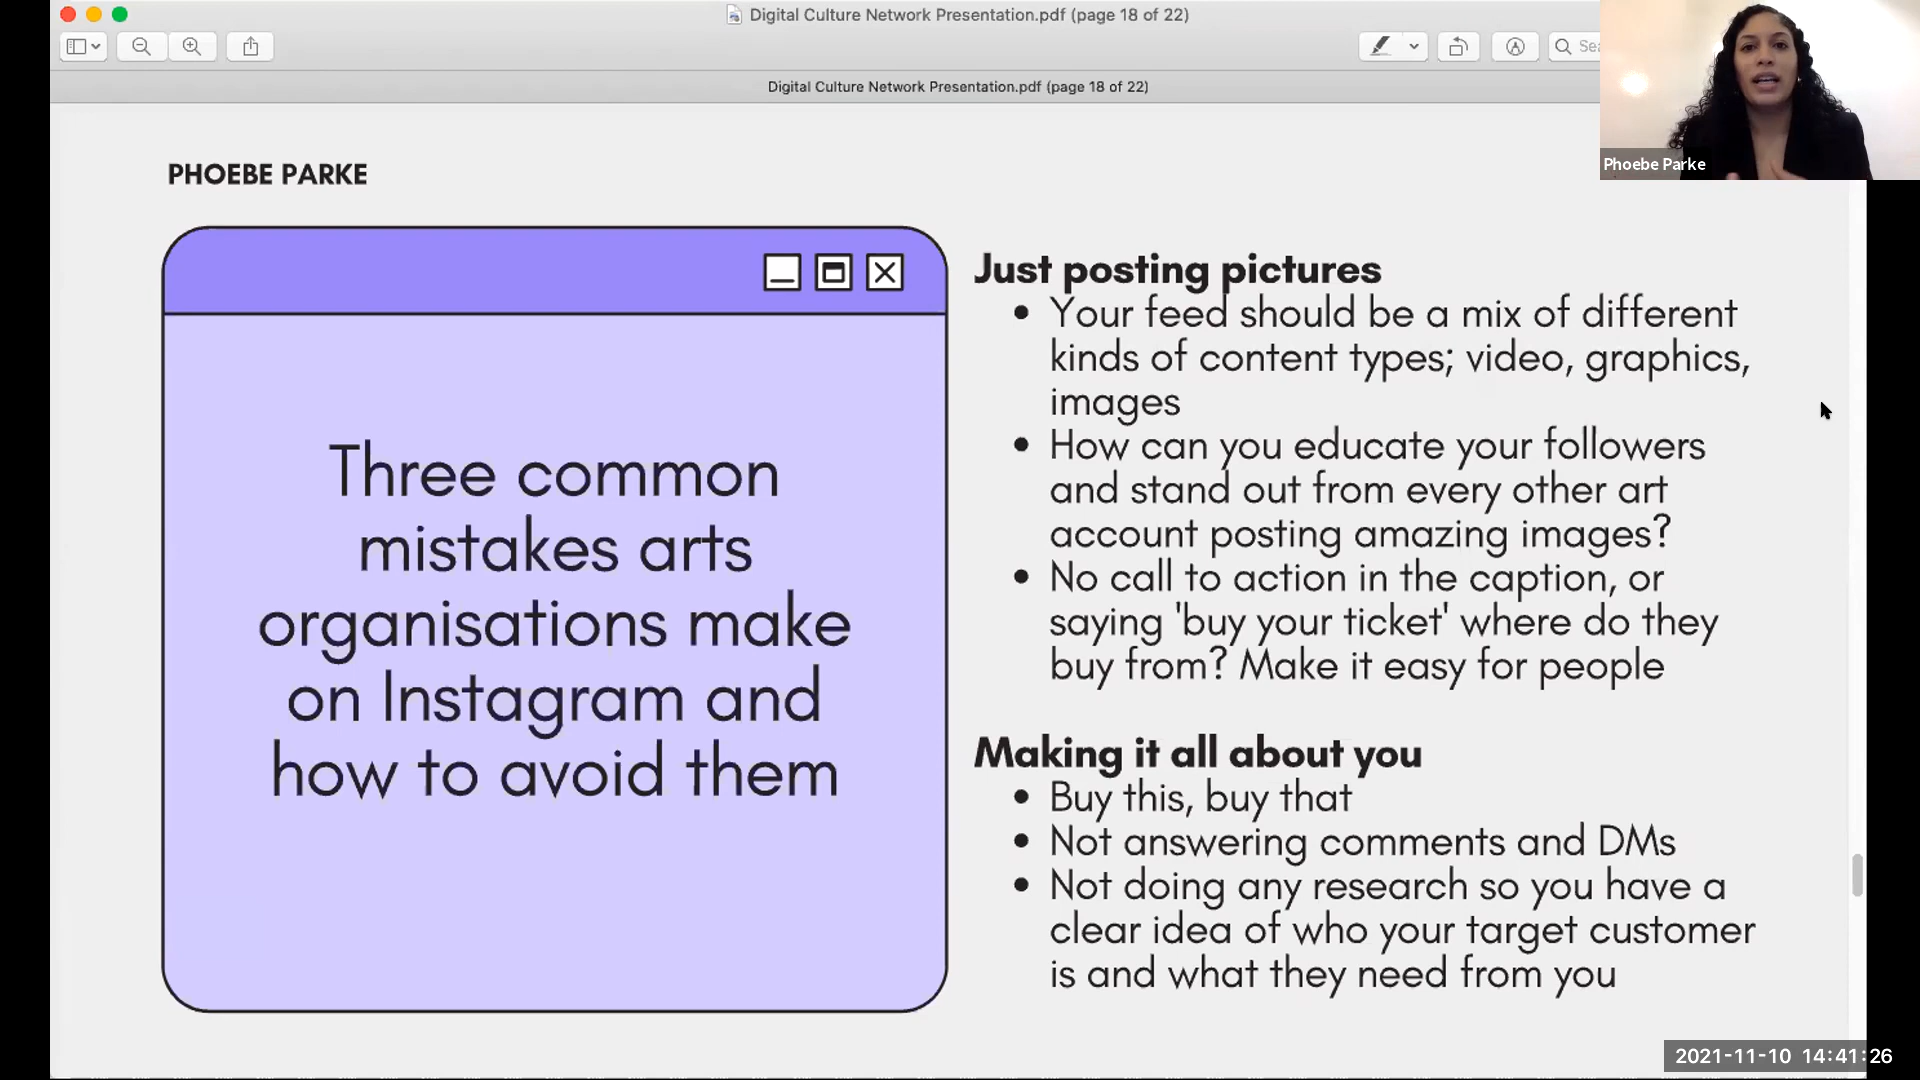 Digital Culture Network Presentation.pdf (page 18 of 22)
Digital Culture Network Presentation.pdf (page 18 of 22)
Phoebe Parke
PHOEBE PARKE
Three common
mistakes arts
organisations make
on Instagram and
how to avoid them
Just posting pictures
• Your feed should be a mix of different
kinds of content types; video, graphics,
images
• How can you educate your followers
and stand out from every other art
account posting amazing images?
• No call to action in the caption, or
saying 'buy your ticket' where do they
buy from? Make it easy for people
Making it all about you
• Buy this, buy that
• Not answering comments and DMs
• Not doing any research so you have a
clear idea of who your target customer
is and what they need from you
2021-11-10 14:41:26